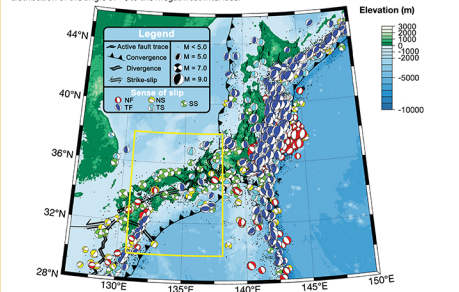 Elevation (m)
44°N
Legend
Active fault trace
M < 5.0
Convergence
M = 5.0
Divergence
M = 7.0
Strike-slip
M = 9.0
Sense of slip
NF
NS
SS
TF
TS
3000
2000
1000
0
-1000
-2000
-5000
-10000
40°N
36°N
32°N
28°N
130°E
135°E
140°E
145°E
150°E